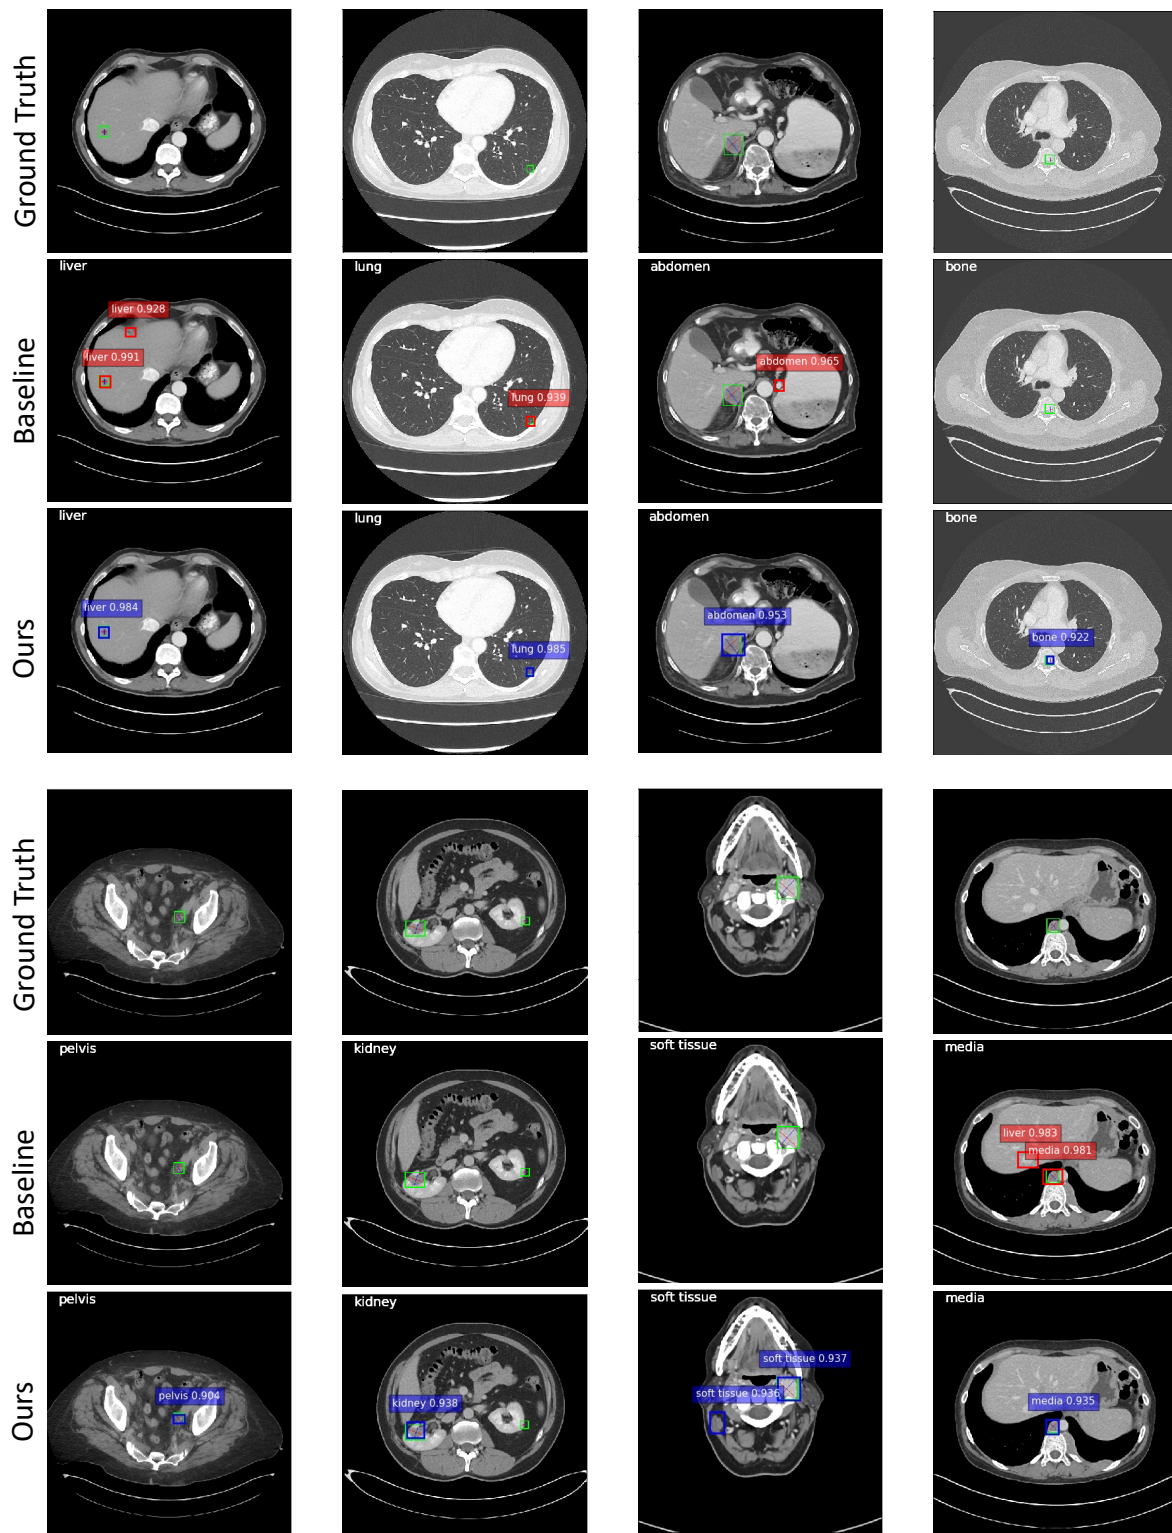 Ground Truth
Baseline
liver
liver 0.928
liver 0.991
lung
lung 0.939
abdomen
abdomen 0.965
bone
Ours
liver
liver 0.984
lung
lung 0.985
abdomen
abdomen 0.953
bone
bone 0.922
Ground Truth
Baseline
pelvis
kidney
soft tissue
media
liver 0.983
media 0.981
Ours
pelvis
pelvis 0.904
kidney
kidney 0.938
soft tissue
soft tissue 0.937
soft tissue 0.936
media
media 0.935